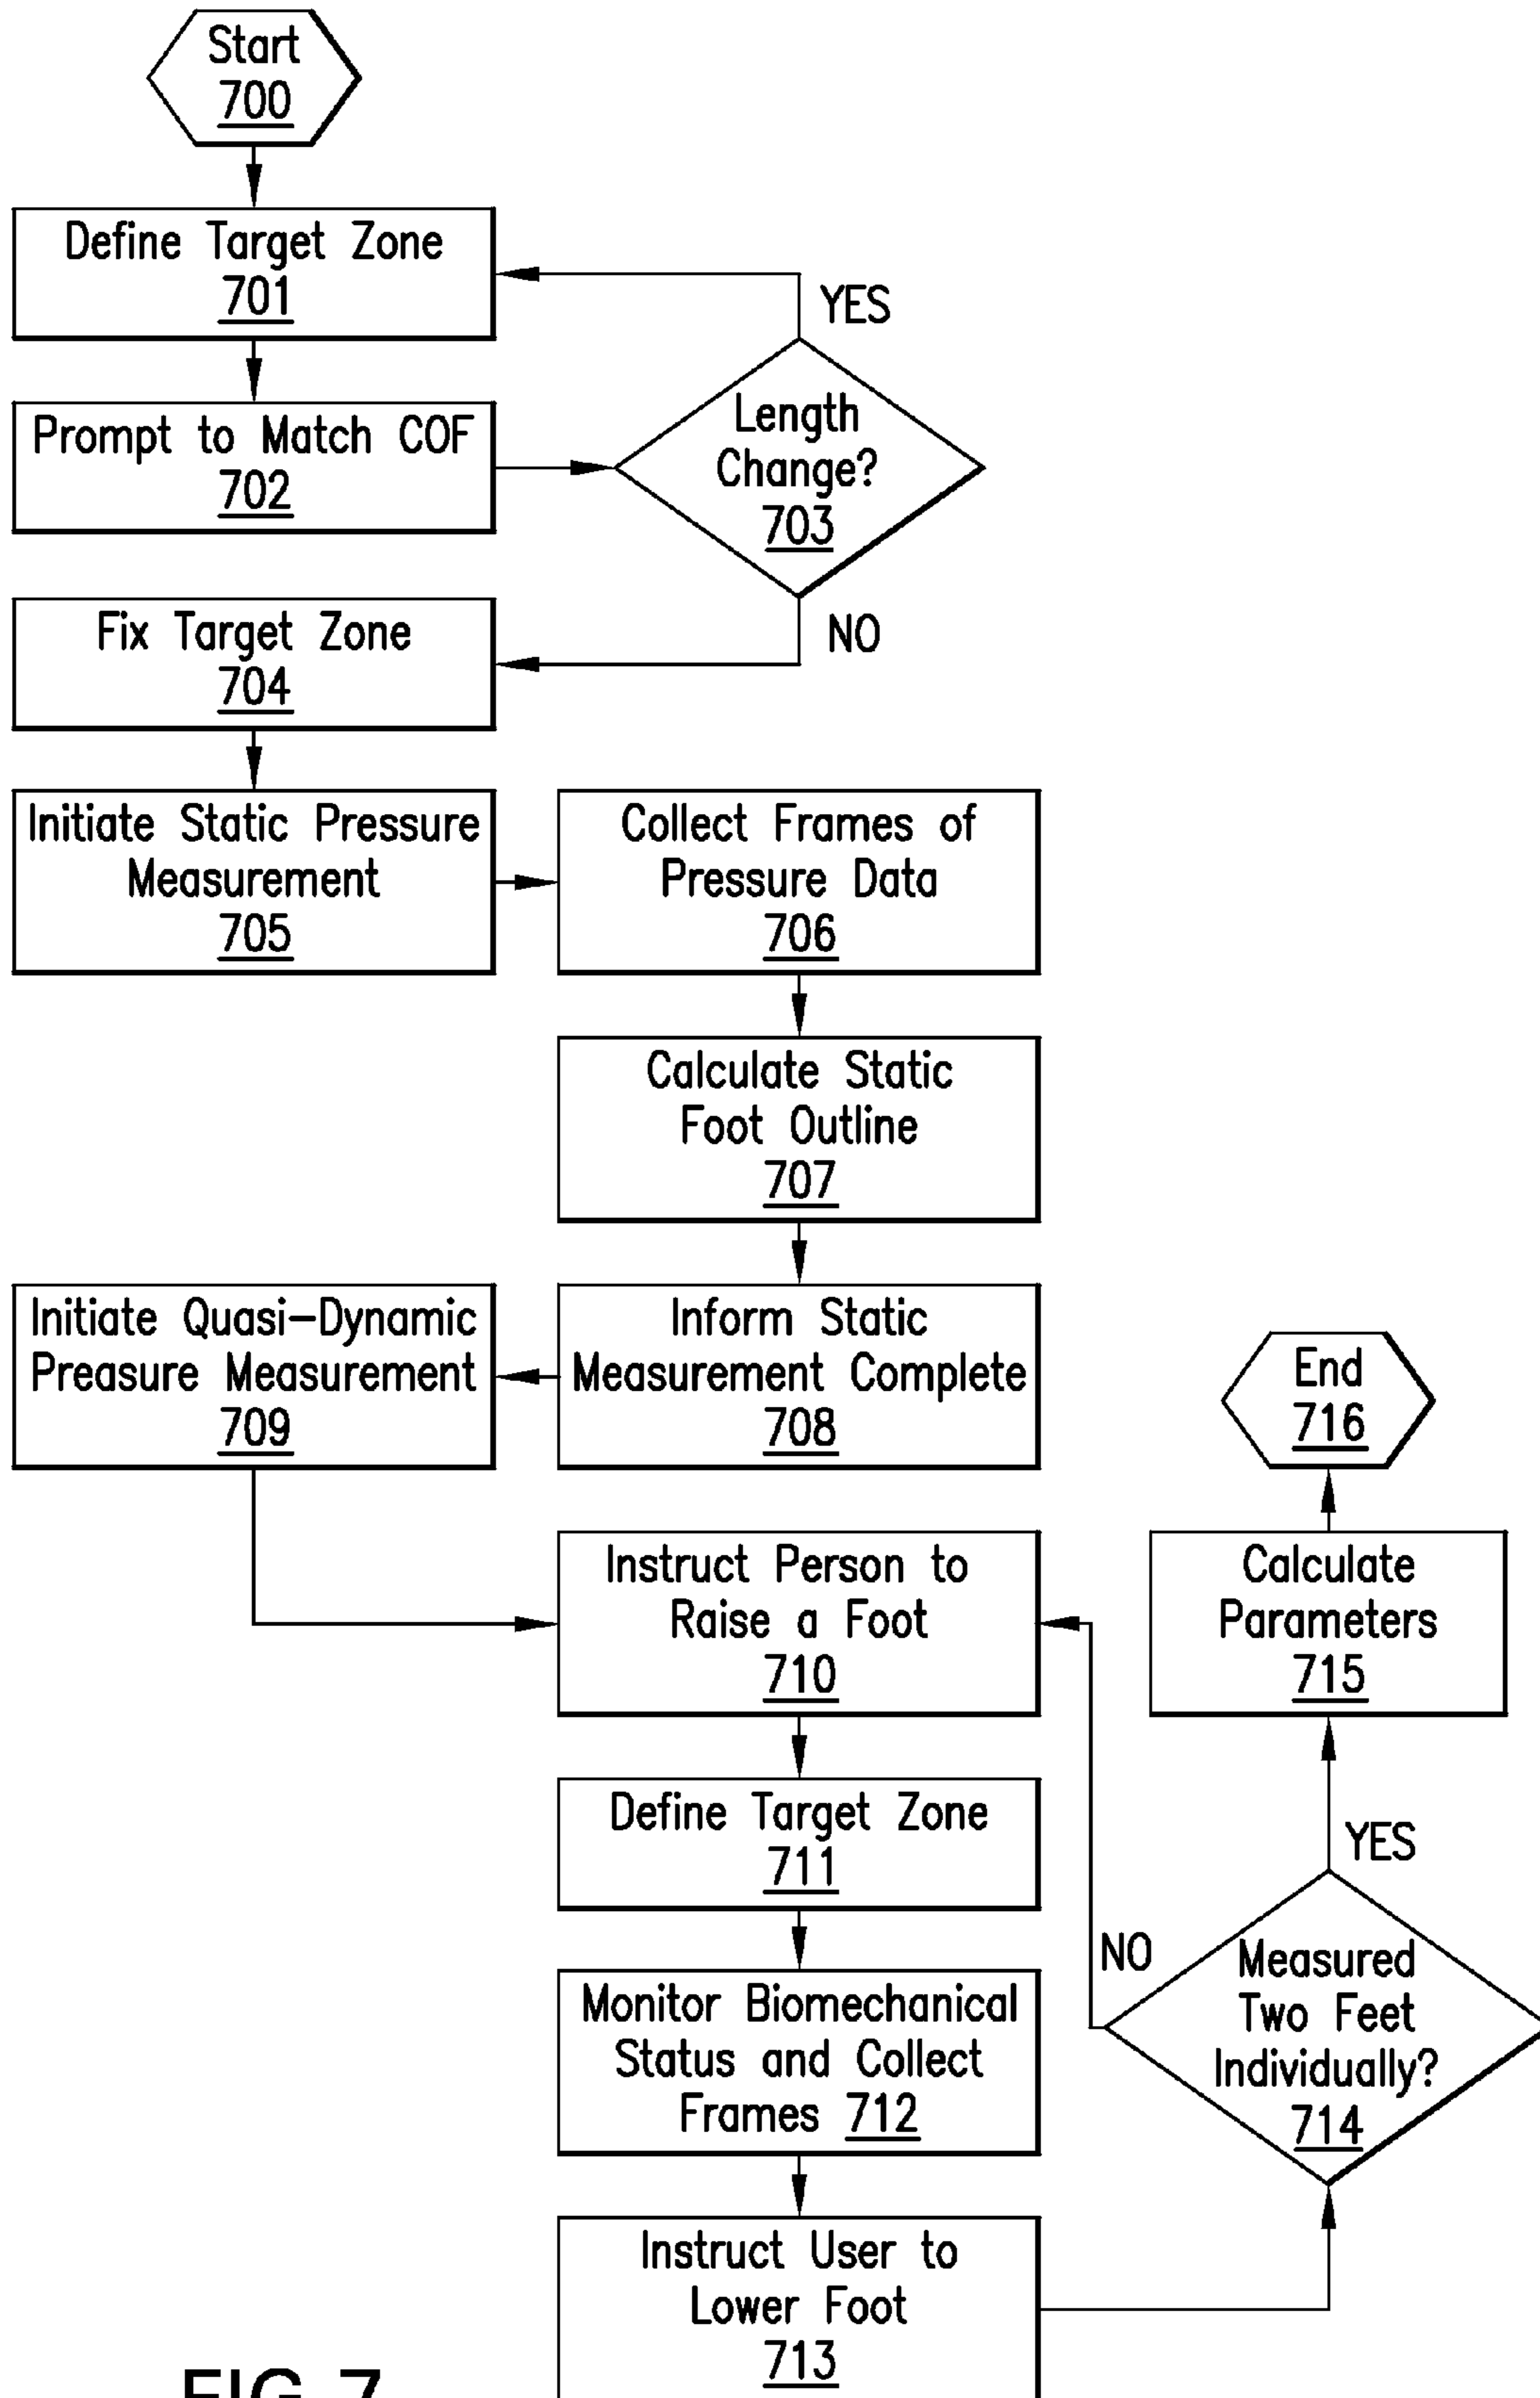 Start
700
Define Target Zone
701
YES
Prompt to Match COF
702
Length
Change?
703
NO
Fix Target Zone
704
Initiate Static Pressure
Measurement
705
Collect Frames of
Pressure Data
706
Calculate Static
Foot Outline
707
Inform Static
Measurement Complete
708
Initiate Quasi-Dynamic
Preasure Measurement
709
Instruct Person to
Raise a Foot
710
Define Target Zone
711
Monitor Biomechanical
Status and Collect
Frames 712
Instruct User to
Lower Foot
713
Measured
Two Feet
Individually?
714
NO
YES
Calculate
Parameters
715
End
716
FIG. 7